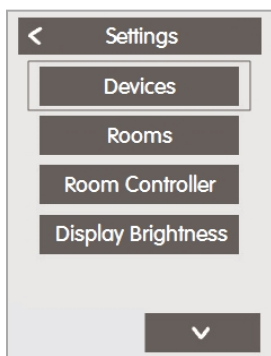 Settings
Devices
Rooms
Room Controller
Display Brightness